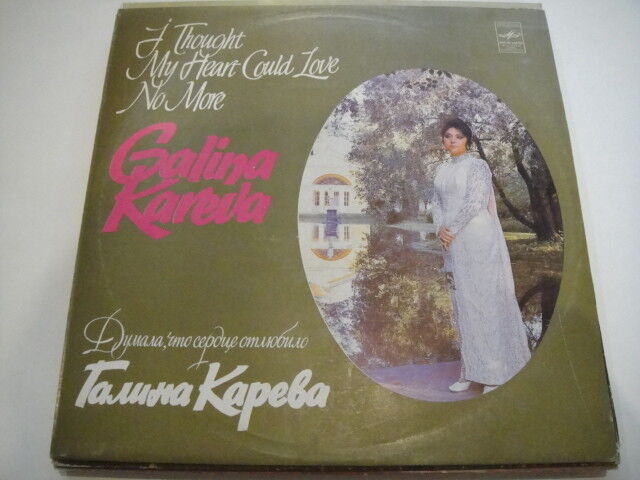 I Thought
My Heart Could Love
No More
Galina
Kareva
Думала, что сердце отлюбило
Галина Карева